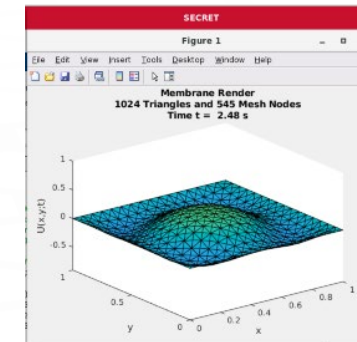 SECRET
Figure 1
File Edit View Insert Tools Desktop Window Help
Membrane Render
1024 Triangles and 545 Mesh Nodes
Time t = 2.48 s
1
0.5
0
-0.5
U(x,y;t)
1
0.5
0
y
0
0.2
0.4
0.6
0.8
1
x